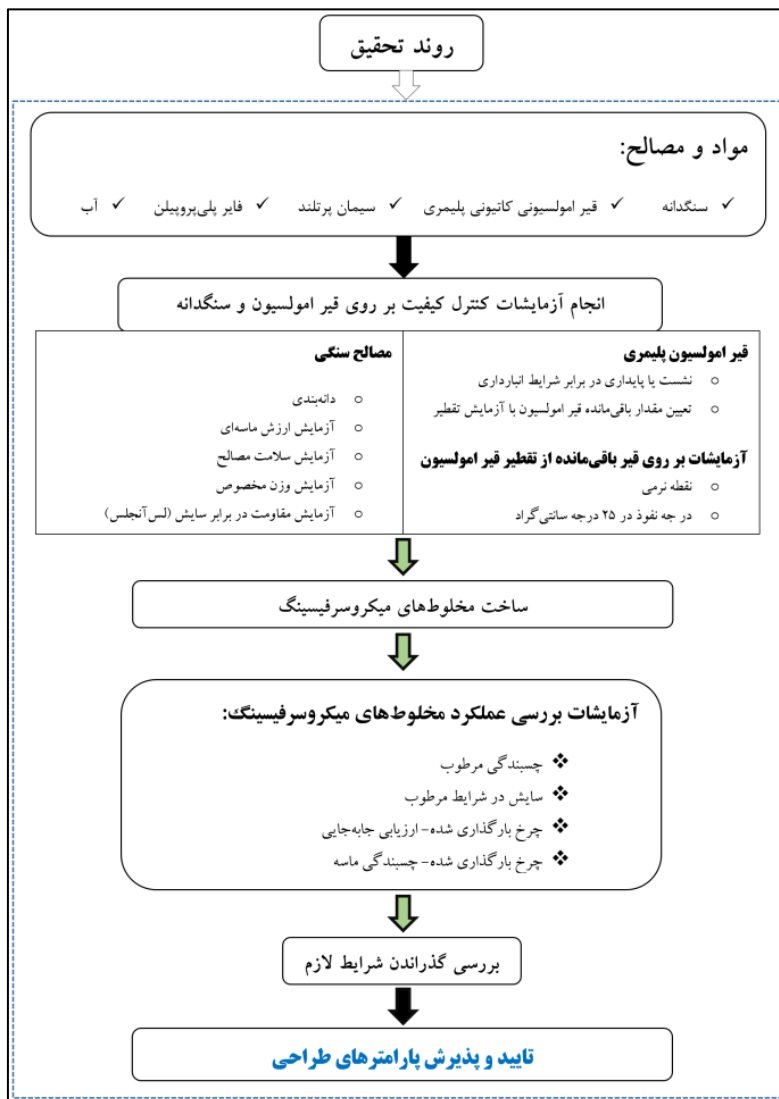 روند تحقیق
مواد و مصالح:
✓ سنگدانه ✓ قیر امولسیونی کاتیونی پلیمری ✓ سیمان پرتلند ✓ فایر پلی‌پروپیلن ✓ آب
انجام آزمایشات کنترل کیفیت بر روی قیر امولسیون و سنگدانه
قیر امولسیون پلیمری
○ نشست یا پایداری در برابر شرایط انبارداری
○ تعیین مقدار باقی‌مانده قیر امولسیون با آزمایش تقطیر
آزمایشات بر روی قیر باقی‌مانده از تقطیر قیر امولسیون
○ نقطه نرمی
○ در جه نفوذ در ۲۵ درجه سانتی‌گراد
مصالح سنگی
○ دانه‌بندی
○ آزمایش ارزش ماسه‌ای
○ آزمایش سلامت مصالح
○ آزمایش وزن مخصوص
○ آزمایش مقاومت در برابر سایش (لس‌آنجلس)
ساخت مخلوط‌های میکروسرفیسینگ
آزمایشات بررسی عملکرد مخلوط‌های میکروسرفیسینگ:
❖ چسبندگی مرطوب
❖ سایش در شرایط مرطوب
❖ چرخ بارگذاری شده- ارزیابی جابه‌جایی
❖ چرخ بارگذاری شده- چسبندگی ماسه
بررسی گذراندن شرایط لازم
تایید و پذیرش پارامترهای طراحی